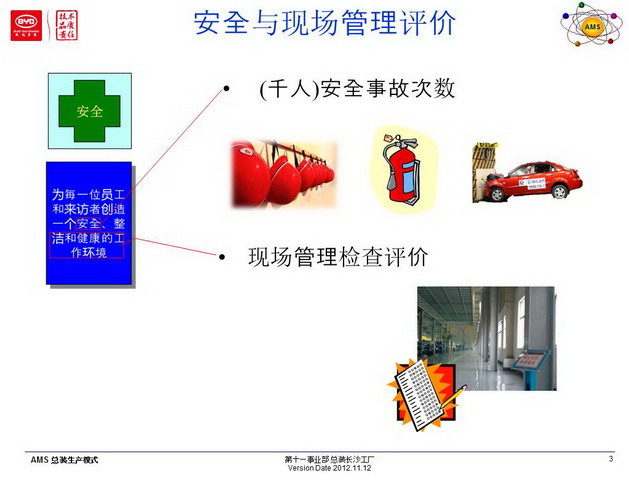 BYD
技术
品质
责任
安全与现场管理评价
AMS
安全
(千人)安全事故次数
为每一位员工
和来访者创造
一个安全、整
洁和健康的工
作环境
现场管理检查评价
AMS 总装生产模式
第十一事业部 总装长沙工厂
Version Date 2012.11.12
3